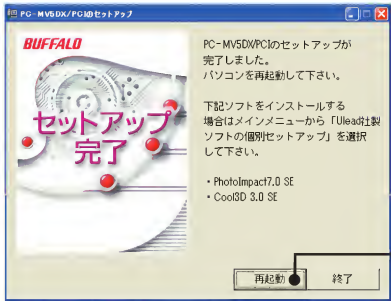 PC-MV5DX/PCIのセットアップ
BUFFALO
セットアップ
完了
PC-MV5DX/PCIのセットアップが
完了しました。
パソコンを再起動して下さい。
下記ソフトをインストールする
場合はメインメニューから「Ulead社製
ソフトの個別セットアップ」を選択
して下さい。
・PhotoImpact7.0 SE
・Cool3D 3.0 SE
再起動
終了